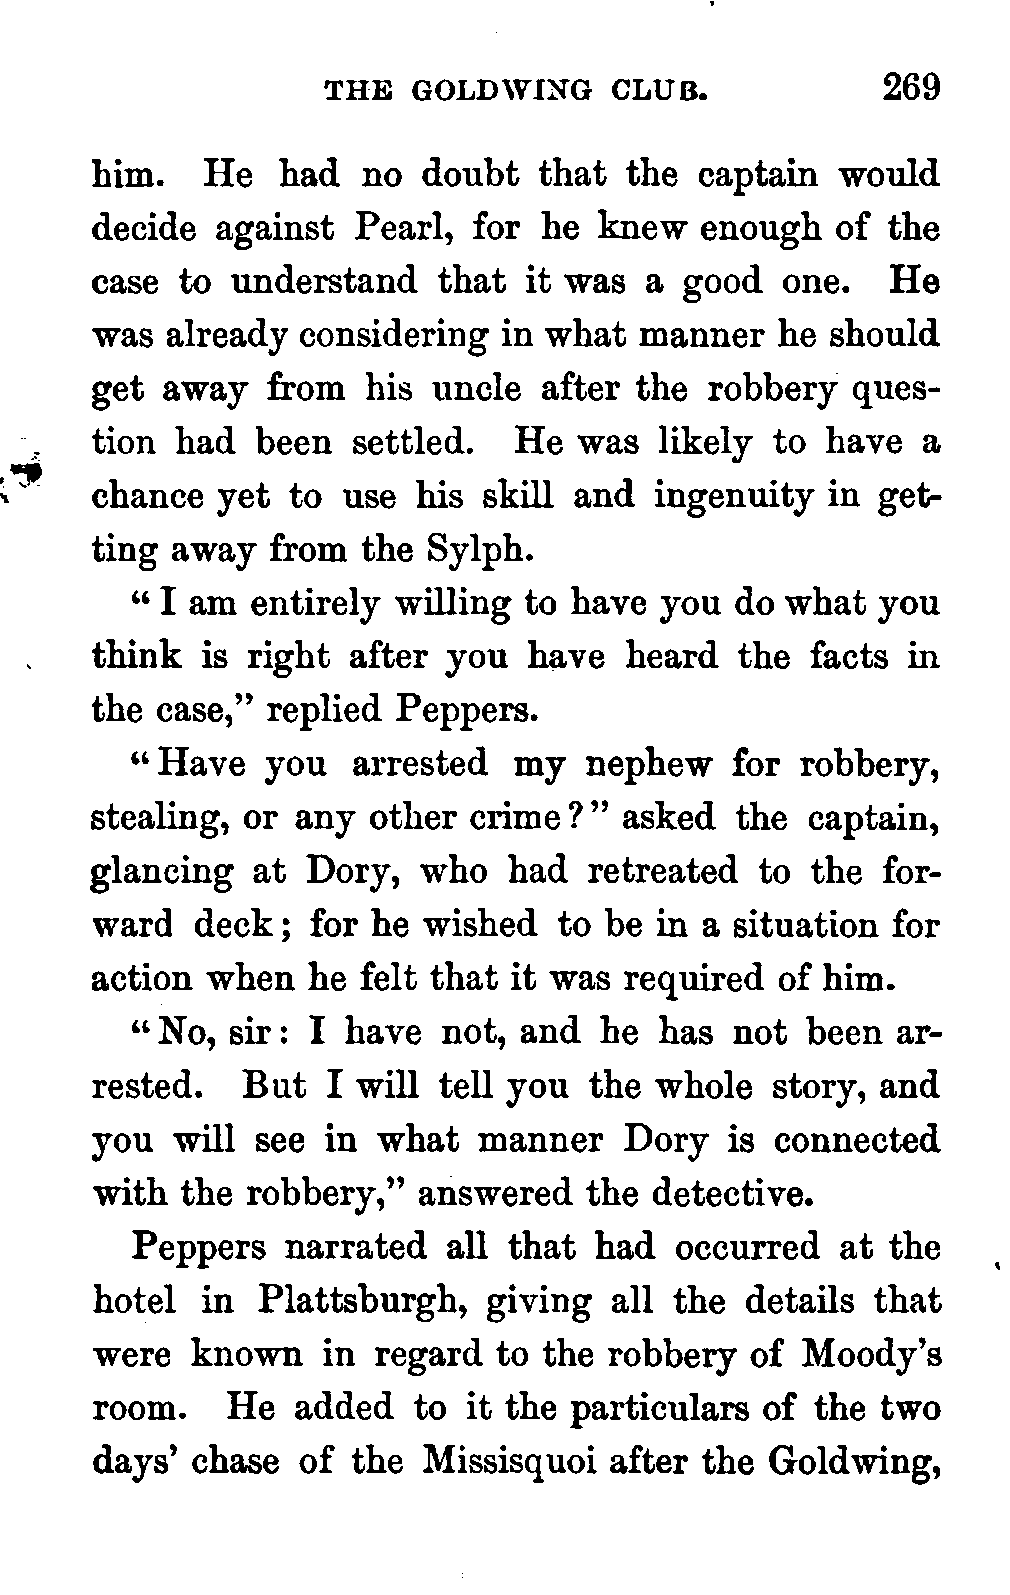 THE GOLDWING CLUB. 269
him. He had no doubt that the captain would
decide against Pearl, for he knew enough of the
case to understand that it was a good one. He
was already considering in what manner he should
get away from his uncle after the robbery ques-
tion had been settled. He was likely to have a
chance yet to use his skill and ingenuity in get-
ting away from the Sylph.
“I am entirely willing to have you do what you
think is right after you have heard the facts in
the case,” replied Peppers.
“Have you arrested my nephew for robbery,
stealing, or any other crime?” asked the captain,
glancing at Dory, who had retreated to the for-
ward deck; for he wished to be in a situation for
action when he felt that it was required of him.
“No, sir: I have not, and he has not been ar-
rested. But I will tell you the whole story, and
you will see in what manner Dory is connected
with the robbery,” answered the detective.
Peppers narrated all that had occurred at the
hotel in Plattsburgh, giving all the details that
were known in regard to the robbery of Moody’s
room. He added to it the particulars of the two
days’ chase of the Missisquoi after the Goldwing,